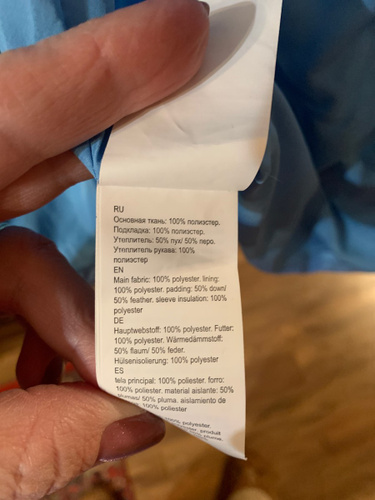 RU
Основная ткань: 100% полиэстер.
Подкладка: 100% полиэстер.
Утеплитель: 50% пух/ 50% перо.
Утеплитель рукава: 100%
полиэстер
EN
Main fabric: 100% polyester. lining:
100% polyester. padding: 50% down/
50% feather. sleeve insulation: 100%
polyester
DE
Hauptwebstoff: 100% polyester. Futter:
100% polyester. Wärmedämmstoff:
50% flaum/ 50% feder.
Hülsenisolierung: 100% polyester
ES
tela principal: 100% poliester. forro:
100% poliester. material aislante: 50%
plumas/ 50% pluma. aislamiento de
100% poliester
% polyester.
produit